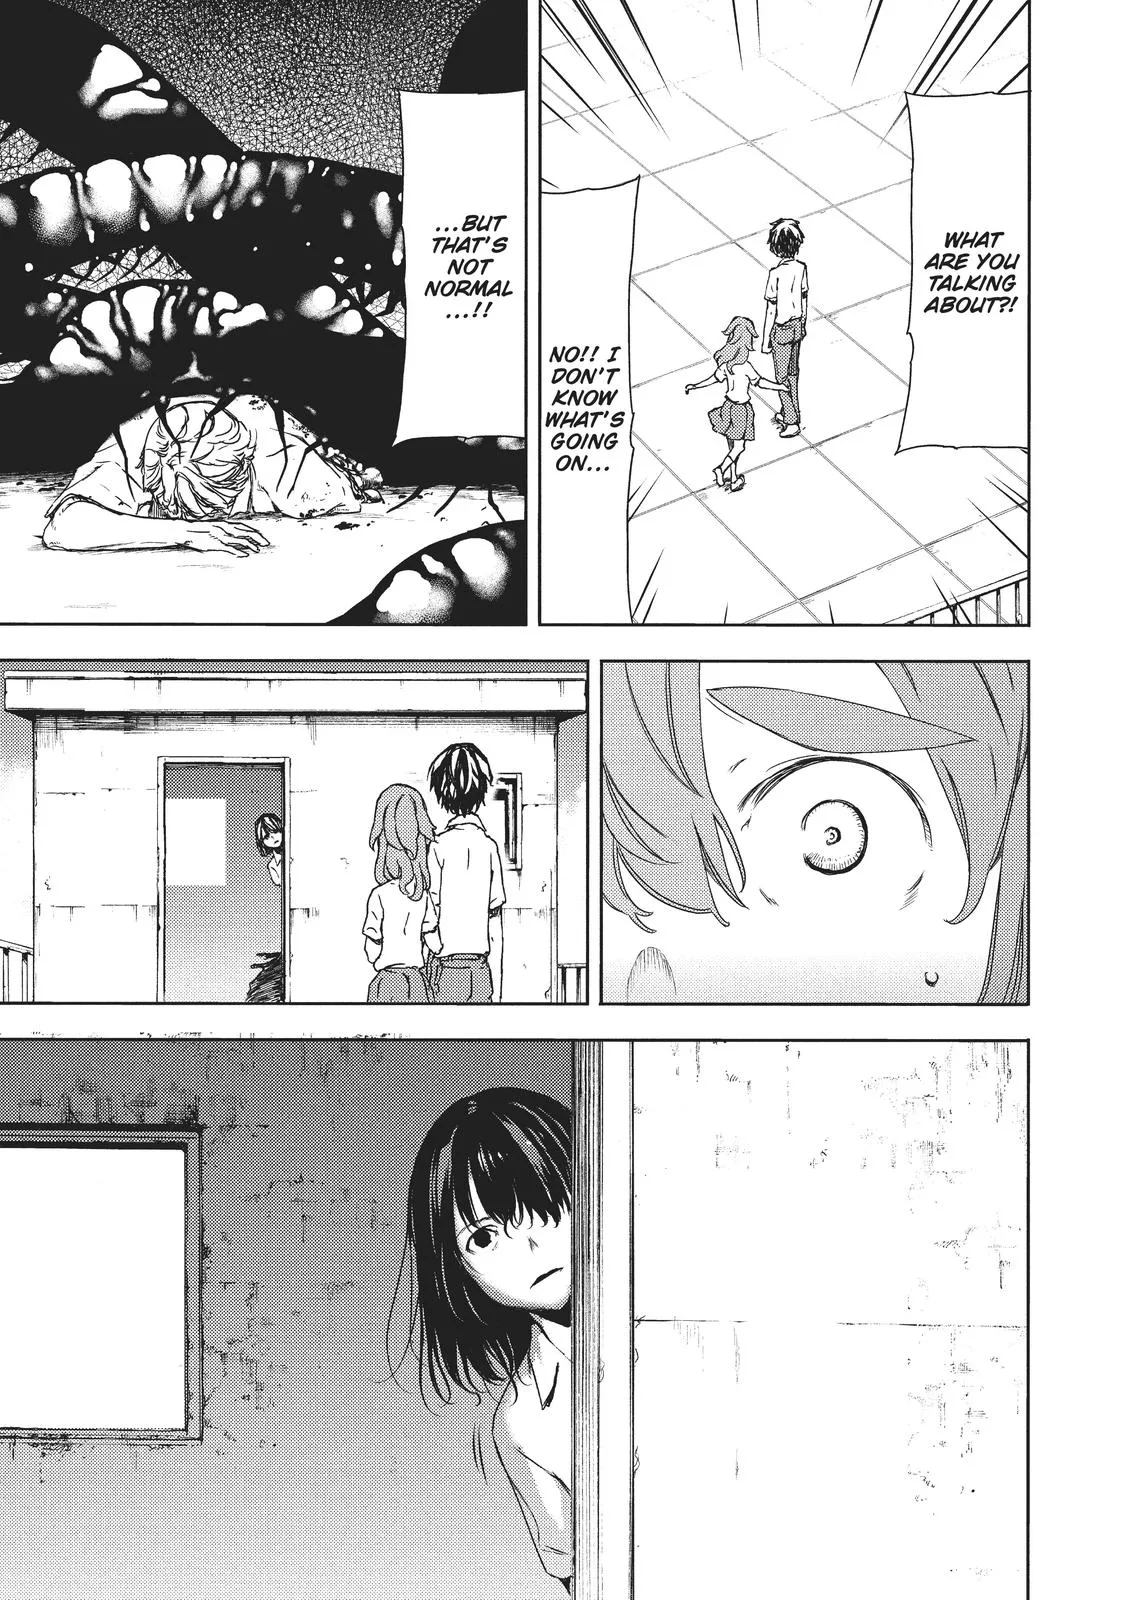 WHAT
ARE YOU
TALKING
ABOUT?!
NO!! I
DON'T
KNOW
WHAT'S
GOING
ON...
...BUT
THAT'S
NOT
NORMAL
...!!